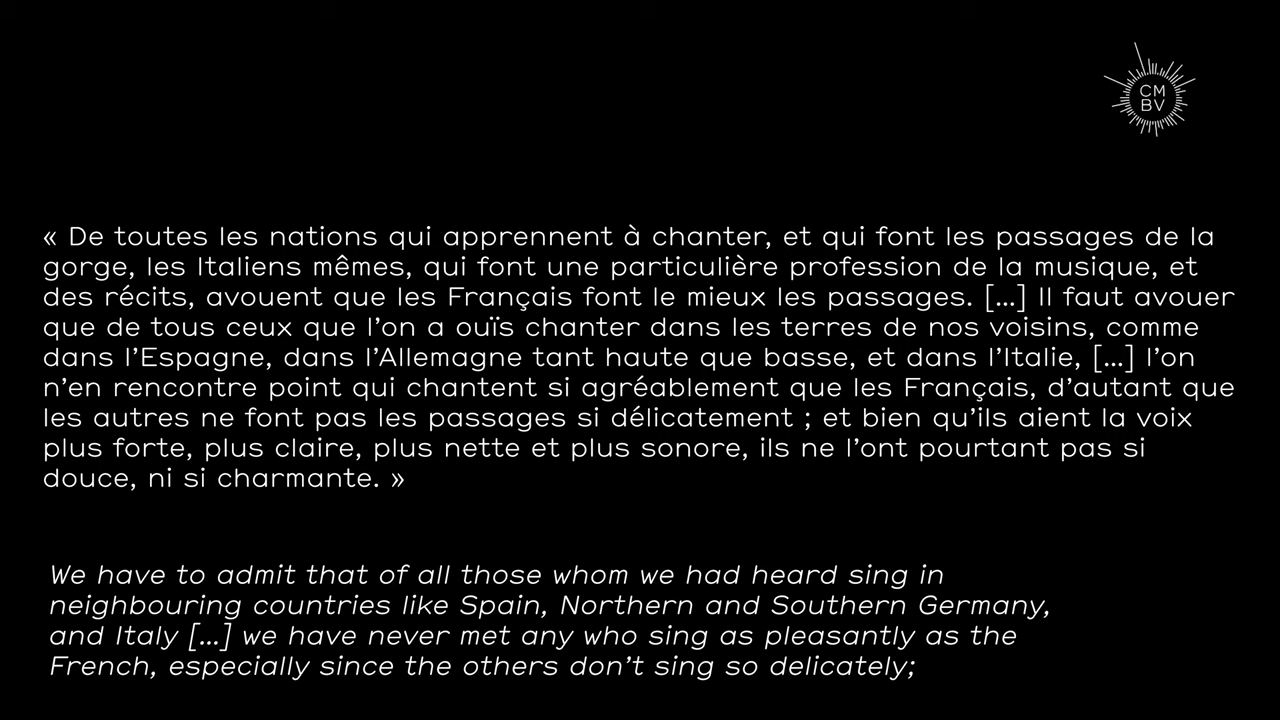 CM
BV
« De toutes les nations qui apprennent à chanter, et qui font les passages de la
gorge, les Italiens mêmes, qui font une particulière profession de la musique, et
des récits, avouent que les Français font le mieux les passages. [...] Il faut avouer
que de tous ceux que l’on a ouïs chanter dans les terres de nos voisins, comme
dans l’Espagne, dans l’Allemagne tant haute que basse, et dans l’Italie, [...] l’on
n’en rencontre point qui chantent si agréablement que les Français, d’autant que
les autres ne font pas les passages si délicatement ; et bien qu’ils aient la voix
plus forte, plus claire, plus nette et plus sonore, ils ne l’ont pourtant pas si
douce, ni si charmante. »
We have to admit that of all those whom we had heard sing in
neighbouring countries like Spain, Northern and Southern Germany,
and Italy [...] we have never met any who sing as pleasantly as the
French, especially since the others don’t sing so delicately;